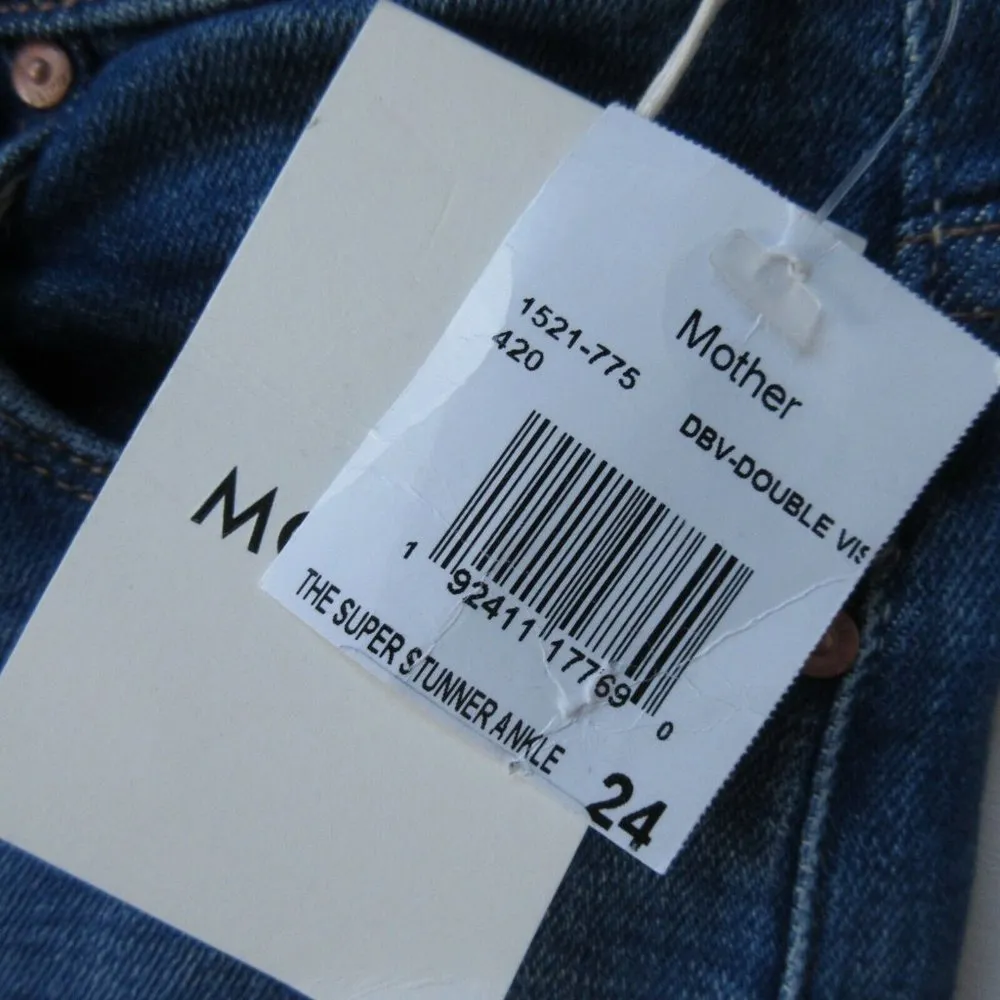 Mother
1521-775
420
DBV-DOUBLE VIS
1 92411 17769 0
THE SUPER STUNNER ANKLE
24
MO